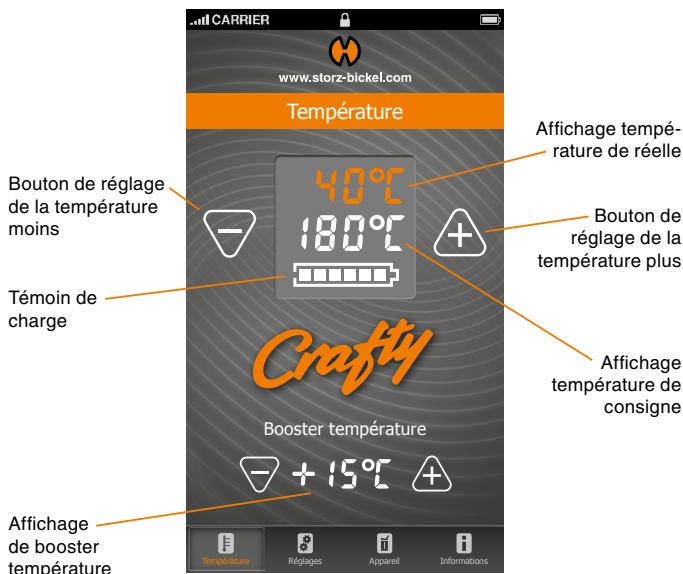 CARRIER
www.storz-bickel.com
Température
Affichage tempé-
rature de réelle
Bouton de réglage
de la température
moins
40°C
180°C
Bouton de
réglage de la
température plus
Témoin de
charge
Crafty
Affichage
température de
consigne
Booster température
+15°C
Affichage
de booster
température
Température
Réglages
Appareil
Informations